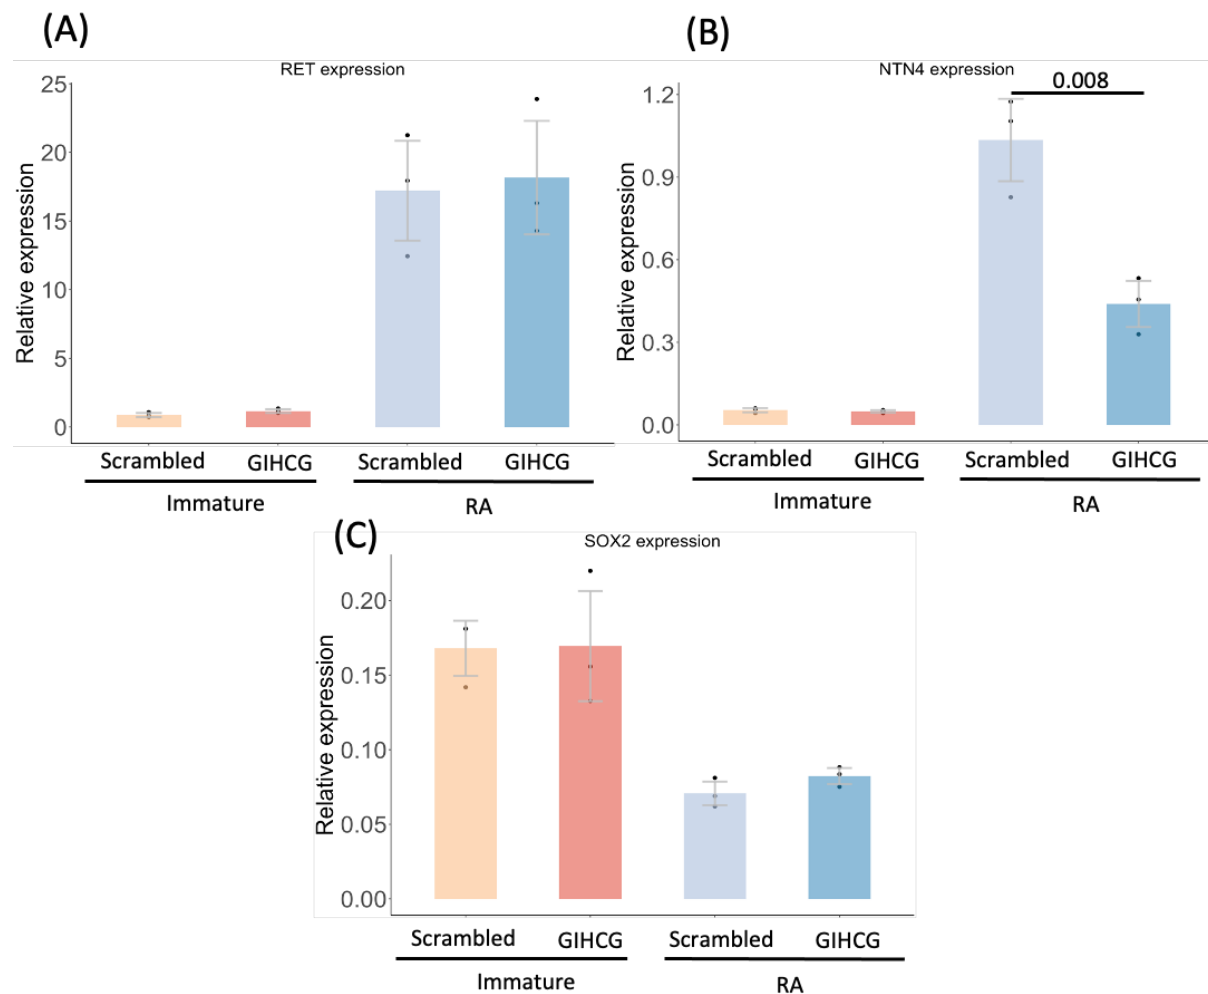 (A)
RET expression
Relative expression
25
20
15
10
5
0
Scrambled GIHCG Scrambled GIHCG
Immature RA
(B)
NTN4 expression
0.008
Relative expression
1.2
0.9
0.6
0.3
0.0
Scrambled GIHCG Scrambled GIHCG
Immature RA
(C)
SOX2 expression
Relative expression
0.20
0.15
0.10
0.05
0.00
Scrambled GIHCG Scrambled GIHCG
Immature RA